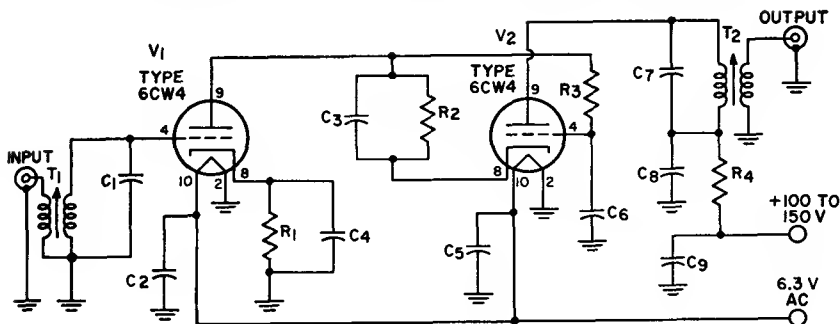 V1
TYPE
6CW4
9
4
8
10
2
INPUT
T1
C1
C2
R1
C4
C3
R2
V2
TYPE
6CW4
9
4
8
10
2
R3
C5
C6
C7
C8
T2
OUTPUT
R4
C9
+100 TO
150 V
6.3 V
AC